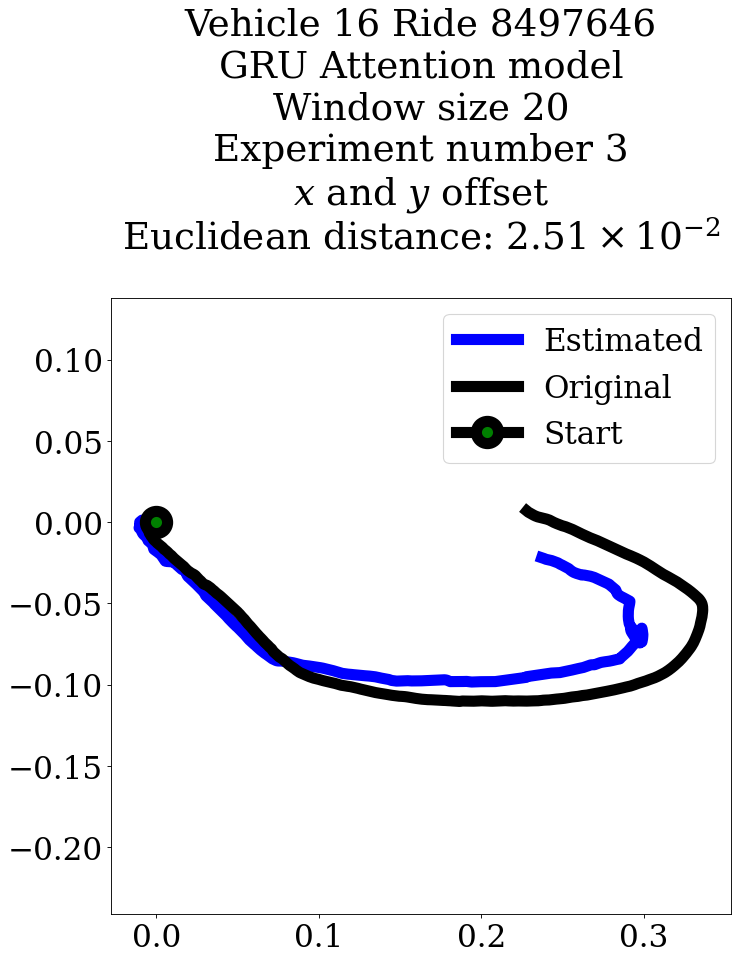 Vehicle 16 Ride 8497646
GRU Attention model
Window size 20
Experiment number 3
x and y offset
Euclidean distance: 2.51 × 10⁻²
Estimated
Original
Start
0.10
0.05
0.00
−0.05
−0.10
−0.15
−0.20
0.0 0.1 0.2 0.3